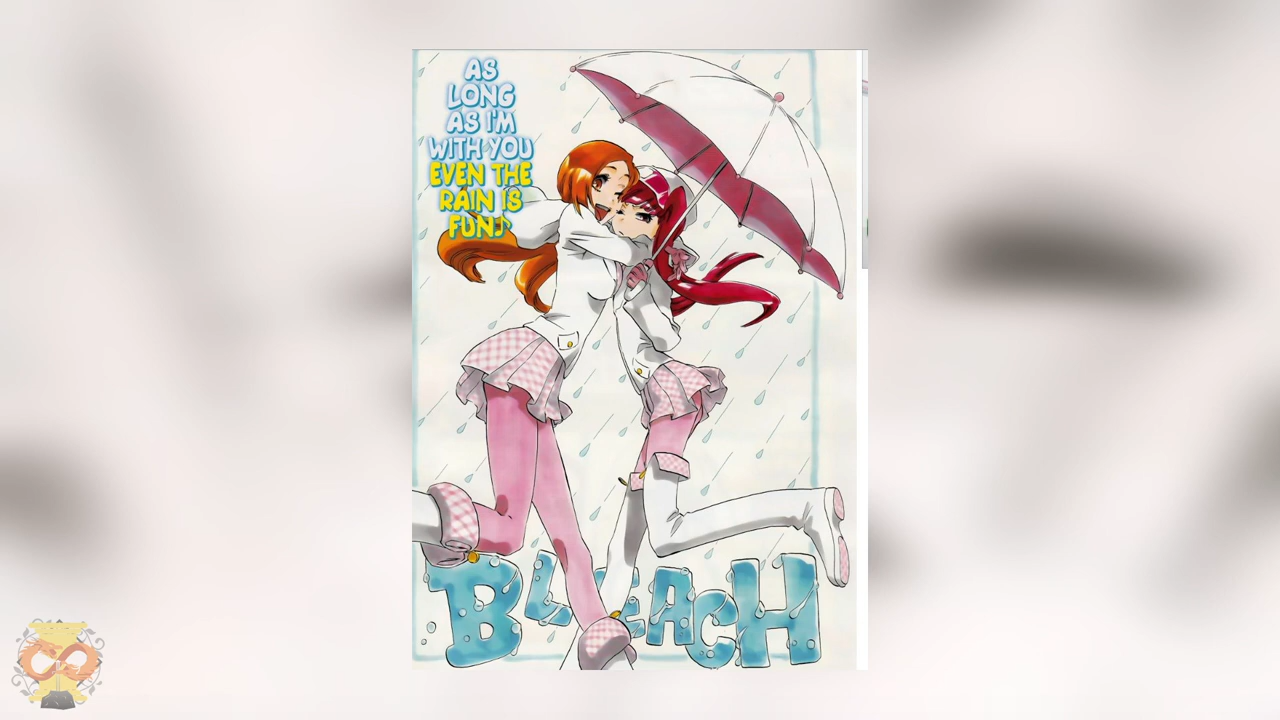 AS
LONG
AS I'M
WITH YOU
EVEN THE
RAIN IS
FUN♪
BLEACH